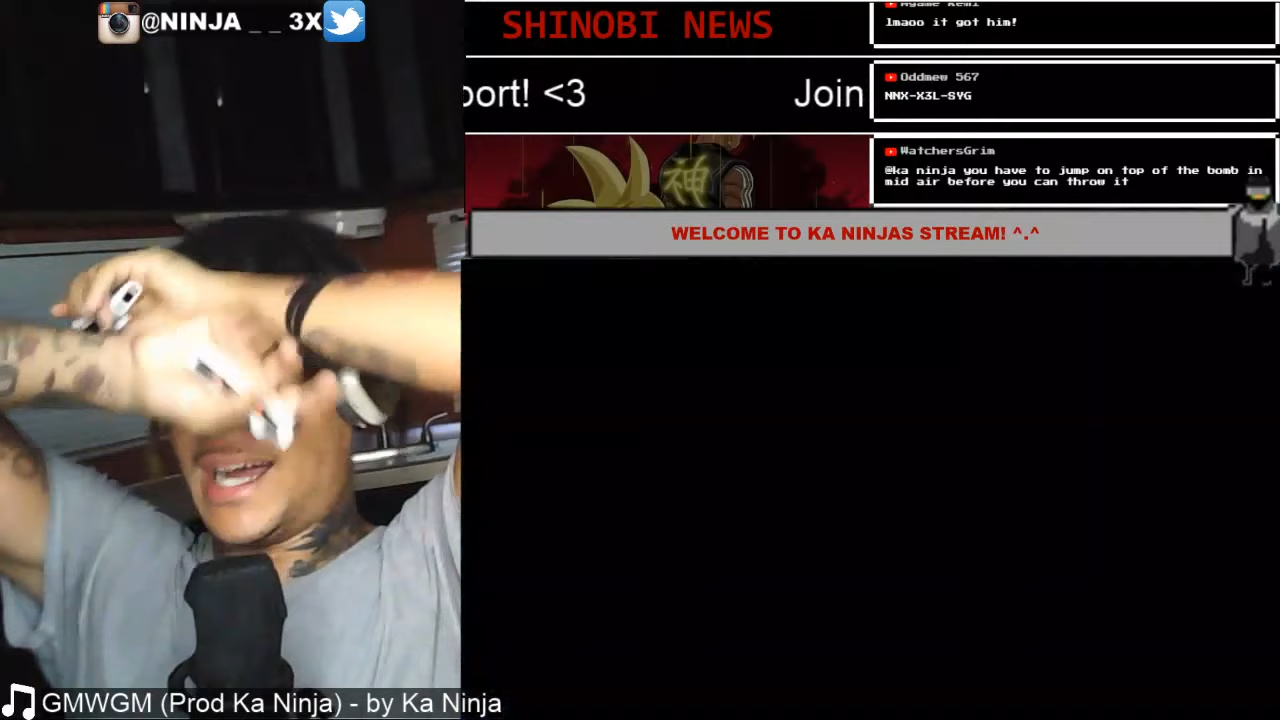 @NINJA _ _ 3X
SHINOBI NEWS
lmaoo it got him!
port! <3
Join
Oddmew 567
NNX-X3L-SYG
WatchersGrim
@ka ninja you have to jump on top of the bomb in
mid air before you can throw it
神
WELCOME TO KA NINJAS STREAM! ^.^
GMWGM (Prod Ka Ninja) - by Ka Ninja